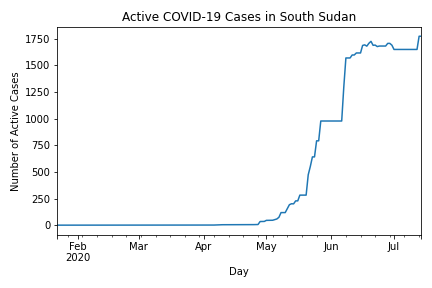 Active COVID-19 Cases in South Sudan
Number of Active Cases
1750
1500
1250
1000
750
500
250
0
Feb Mar Apr May Jun Jul
2020
Day